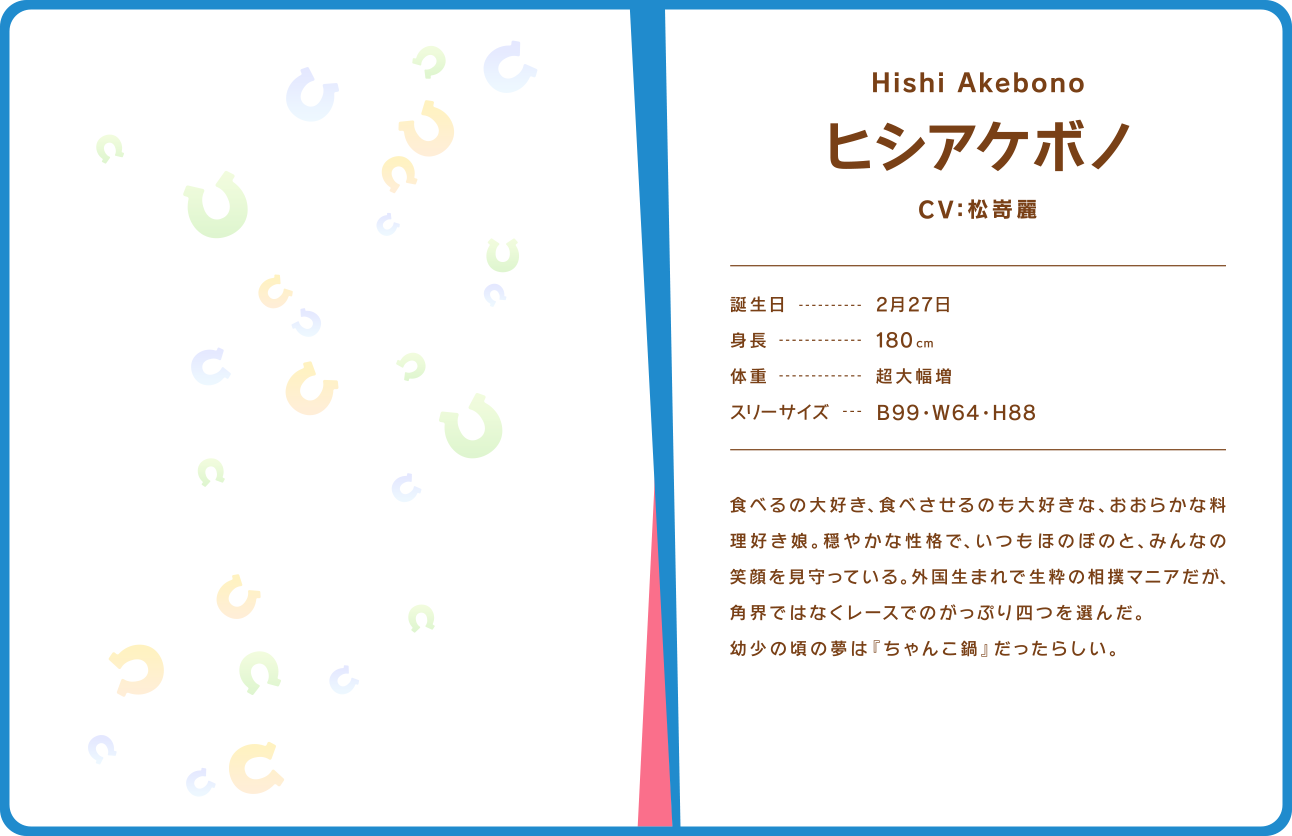 Hishi Akebono
ヒシアケボノ
CV:松嵜麗
誕生日 ---------- 2月27日
身長 ------------- 180cm
体重 ------------- 超大幅増
スリーサイズ --- B99・W64・H88
食べるの大好き、食べさせるのも大好きな、おおらかな料
理好き娘。穏やかな性格で、いつもほのぼのと、みんなの
笑顔を見守っている。外国生まれで生粋の相撲マニアだが、
角界ではなくレースでのがっぷり四つを選んだ。
幼少の頃の夢は『ちゃんこ鍋』だったらしい。